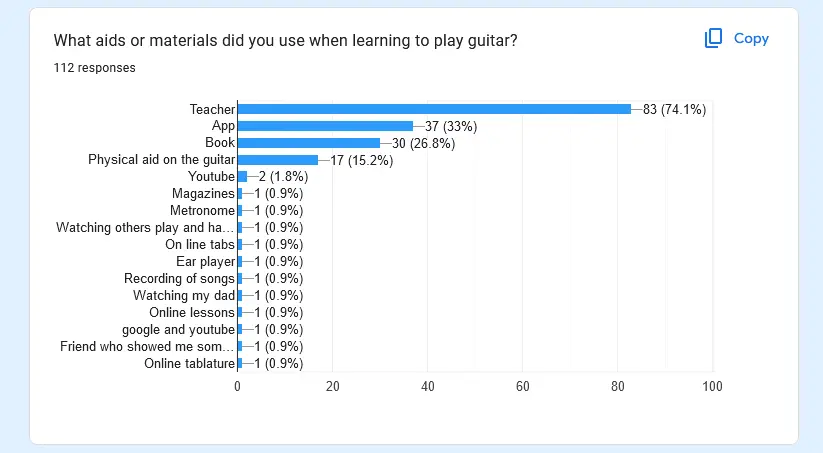 What aids or materials did you use when learning to play guitar?
Copy
112 responses
Teacher 83 (74.1%)
App 37 (33%)
Book 30 (26.8%)
Physical aid on the guitar 17 (15.2%)
Youtube 2 (1.8%)
Magazines 1 (0.9%)
Metronome 1 (0.9%)
Watching others play and ha... 1 (0.9%)
On line tabs 1 (0.9%)
Ear player 1 (0.9%)
Recording of songs 1 (0.9%)
Watching my dad 1 (0.9%)
Online lessons 1 (0.9%)
google and youtube 1 (0.9%)
Friend who showed me som... 1 (0.9%)
Online tablature 1 (0.9%)
0 20 40 60 80 100